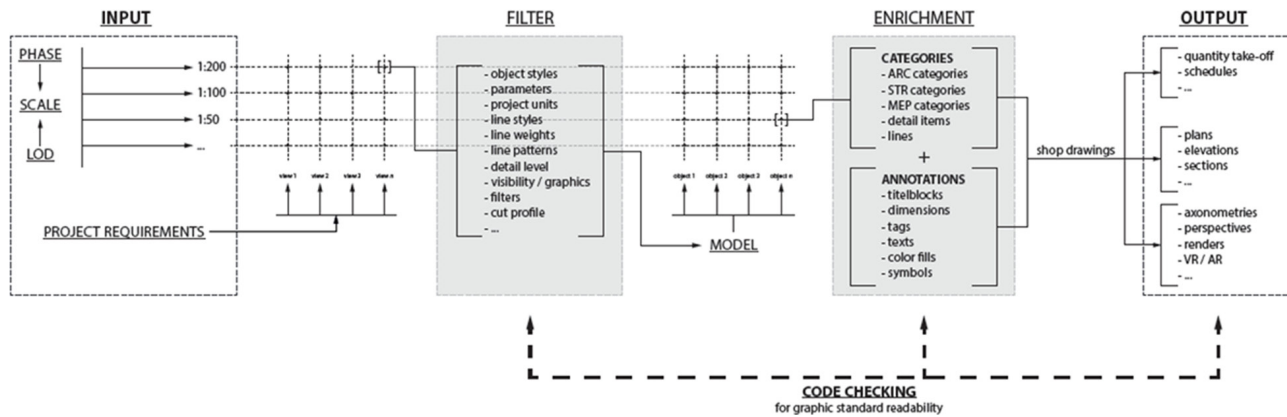 INPUT
PHASE
SCALE
LOD
1:200
1:100
1:50
...
PROJECT REQUIREMENTS
[·]
view 1 view 2 view 3 view n
FILTER
- object styles
- parameters
- project units
- line styles
- line weights
- line patterns
- detail level
- visibility / graphics
- filters
- cut profile
- ...
[·]
object 1 object 2 object 3 object n
MODEL
ENRICHMENT
CATEGORIES
- ARC categories
- STR categories
- MEP categories
- detail items
- lines
+
ANNOTATIONS
- titelblocks
- dimensions
- tags
- texts
- color fills
- symbols
shop drawings
OUTPUT
- quantity take-off
- schedules
- ...
- plans
- elevations
- sections
- ...
- axonometries
- perspectives
- renders
- VR / AR
- ...
CODE CHECKING
for graphic standard readability